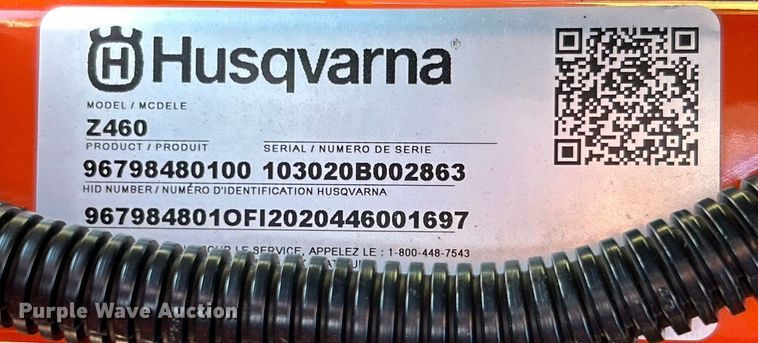 H Husqvarna
MODEL / MCDELE
Z460
PRODUCT / PRODUIT SERIAL / NUMERO DE SERIE
96798480100 103020B002863
HID NUMBER / NUMÉRO D'IDENTIFICATION HUSQVARNA
967984801OFI2020446001697
LE SERVICE, APPELEZ LE : 1-800-448-7543
Purple Wave Auction